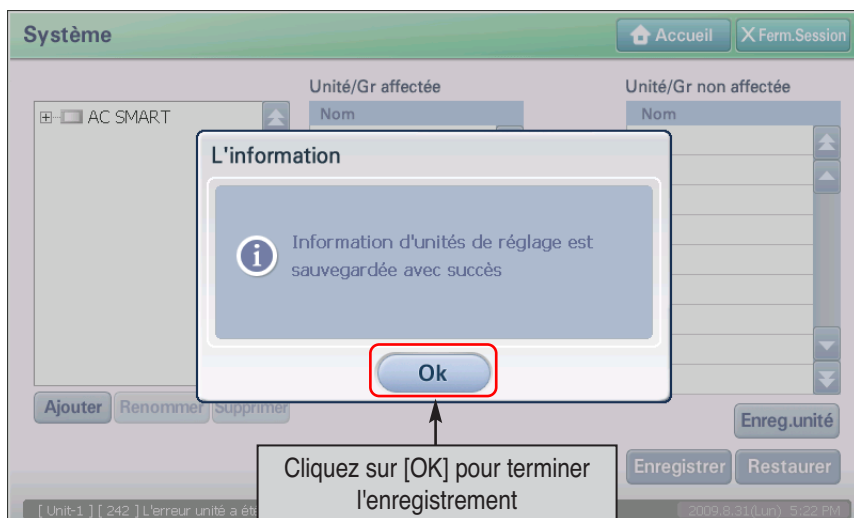 Système
Accueil
X Ferm.Session
Unité/Gr affectée
Unité/Gr non affectée
AC SMART
Nom
Nom
L'information
Information d'unités de réglage est
sauvegardée avec succès
Ok
Ajouter
Renommer
Supprimer
Enreg.unité
Cliquez sur [OK] pour terminer
l'enregistrement
Enregistrer
Restaurer
[ Unit-1 ] [ 242 ] L'erreur unité a été
2009.8.31(Lun) 5:22 PM